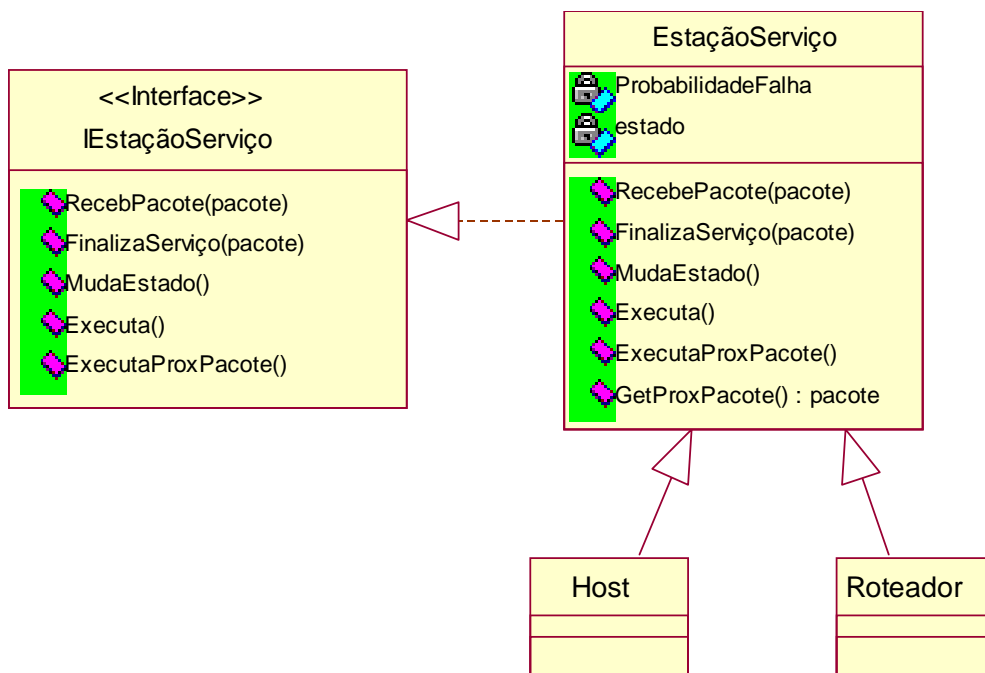 <<Interface>>
IEstaçãoServiço
RecebPacote(pacote)
FinalizaServiço(pacote)
MudaEstado()
Executa()
ExecutaProxPacote()
EstaçãoServiço
ProbabilidadeFalha
estado
RecebePacote(pacote)
FinalizaServiço(pacote)
MudaEstado()
Executa()
ExecutaProxPacote()
GetProxPacote() : pacote
Host
Roteador